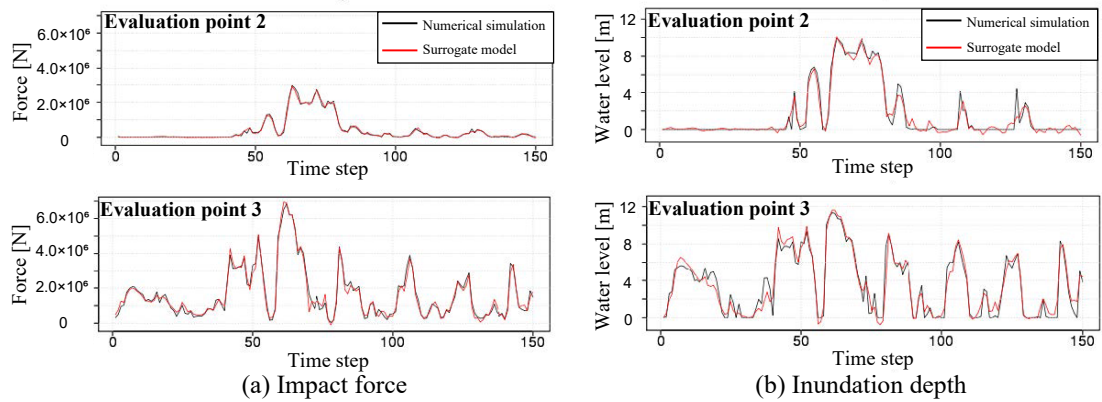 Evaluation point 2
Numerical simulation
Surrogate model
Force [N]
6.0×10⁶
4.0×10⁶
2.0×10⁶
0
0
50
100
150
Time step
Evaluation point 2
Numerical simulation
Surrogate model
Water level [m]
12
8
4
0
0
50
100
150
Time step
Evaluation point 3
Force [N]
6.0×10⁶
4.0×10⁶
2.0×10⁶
0
0
50
100
150
Time step
(a) Impact force
Evaluation point 3
Water level [m]
12
8
4
0
0
50
100
150
Time step
(b) Inundation depth